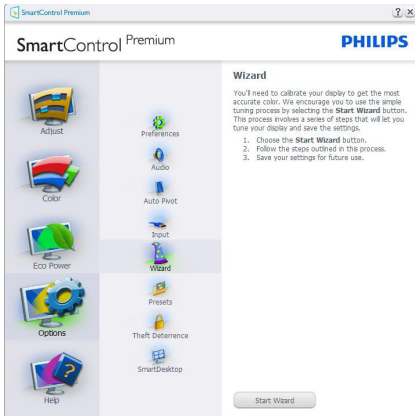 SmartControl Premium
SmartControl Premium
PHILIPS
Adjust
Color
Eco Power
Options
Help
Preferences
Audio
Auto Pivot
Input
Wizard
Presets
Theft Deterrence
SmartDesktop
Wizard
You'll need to calibrate your display to get the most
accurate color. We encourage you to use the simple
tuning process by selecting the Start Wizard button.
This process involves a series of steps that will let you
tune your display and save the settings.
1. Choose the Start Wizard button.
2. Follow the steps outlined in this process.
3. Save your settings for future use.
Start Wizard